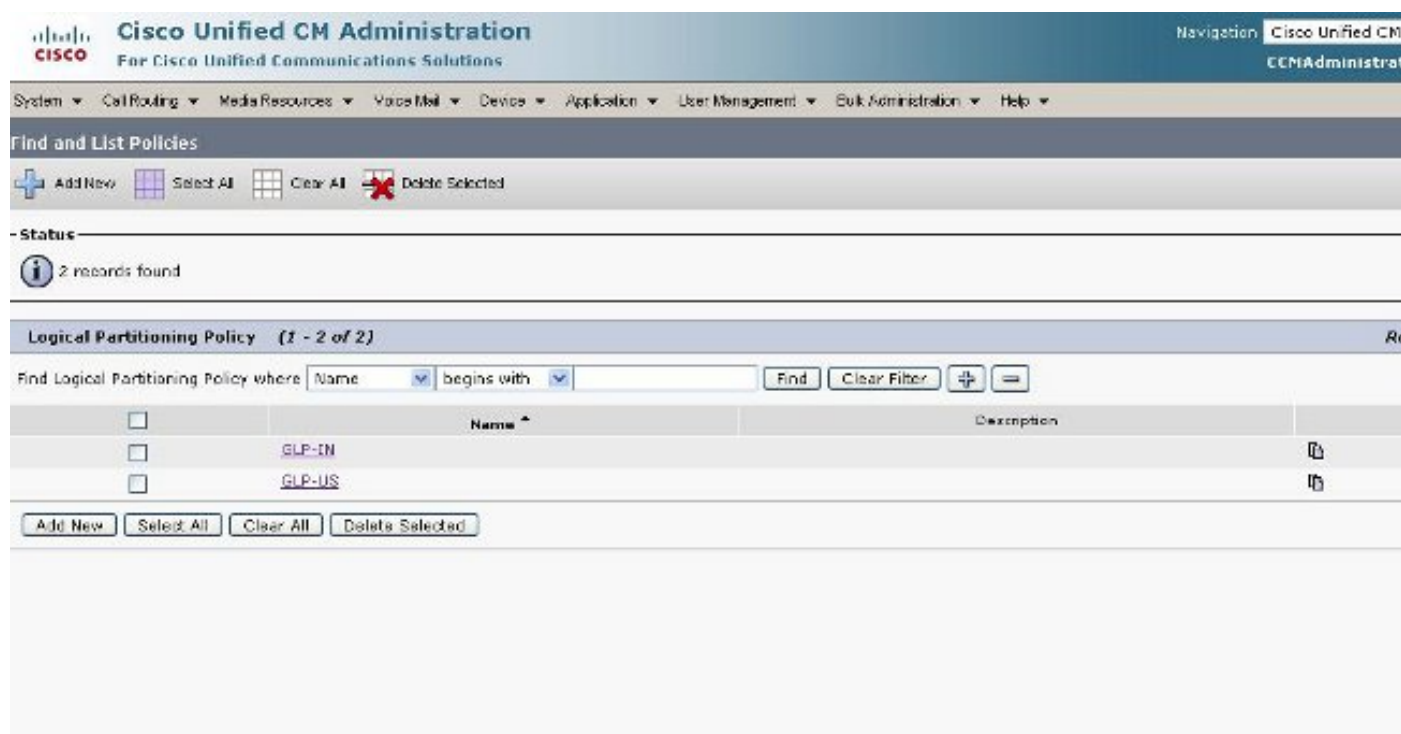 Cisco Unified CM Administration
Navigation Cisco Unified CM
CISCO
For Cisco Unified Communications Solutions
CCMAdministrat
System Call Routing Media Resources Voice Mail Device Application User Management Bulk Administration Help
Find and List Policies
Add New Select All Clear All Delete Selected
Status
2 records found
Logical Partitioning Policy (1 - 2 of 2)
Find Logical Partitioning Policy where Name begins with Find Clear Filter
Name Description
GLP-IN
GLP-US
Add New Select All Clear All Delete Selected